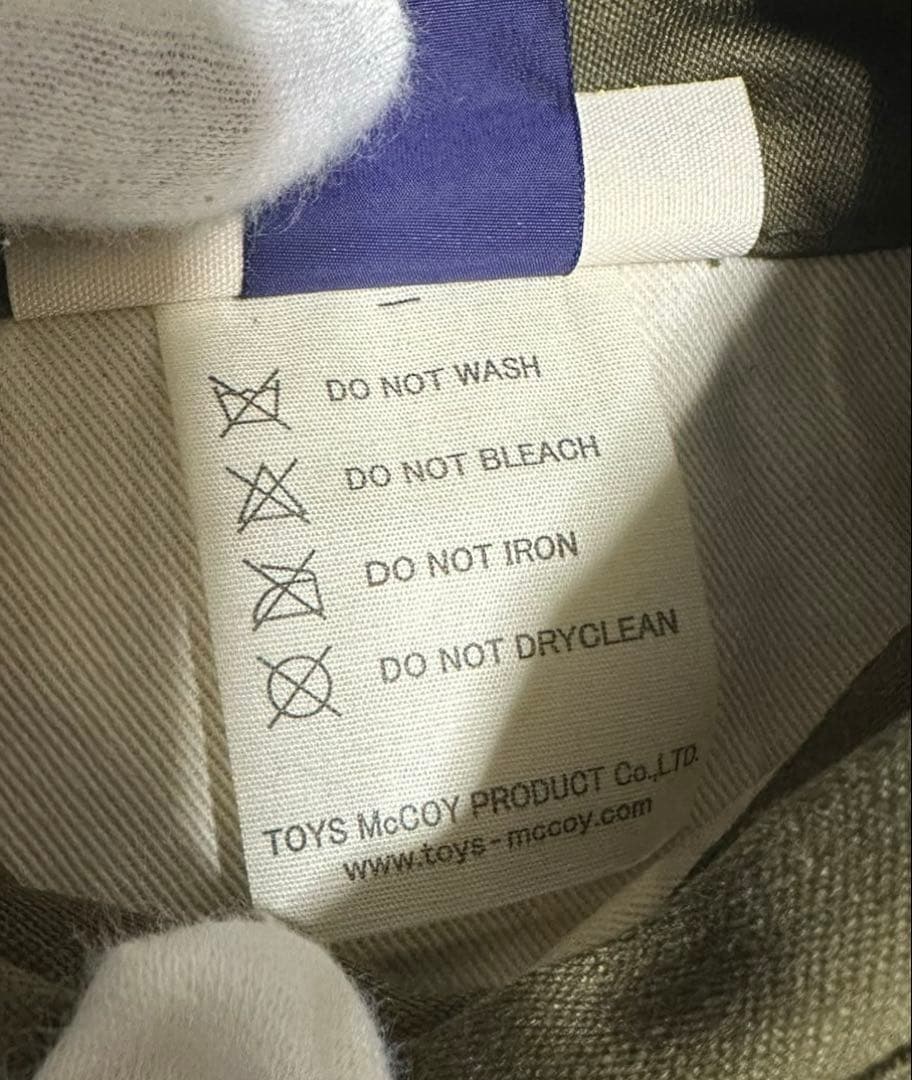 DO NOT WASH
DO NOT BLEACH
DO NOT IRON
DO NOT DRYCLEAN
TOYS McCOY PRODUCT Co.,LTD.
www.toys-mccoy.com